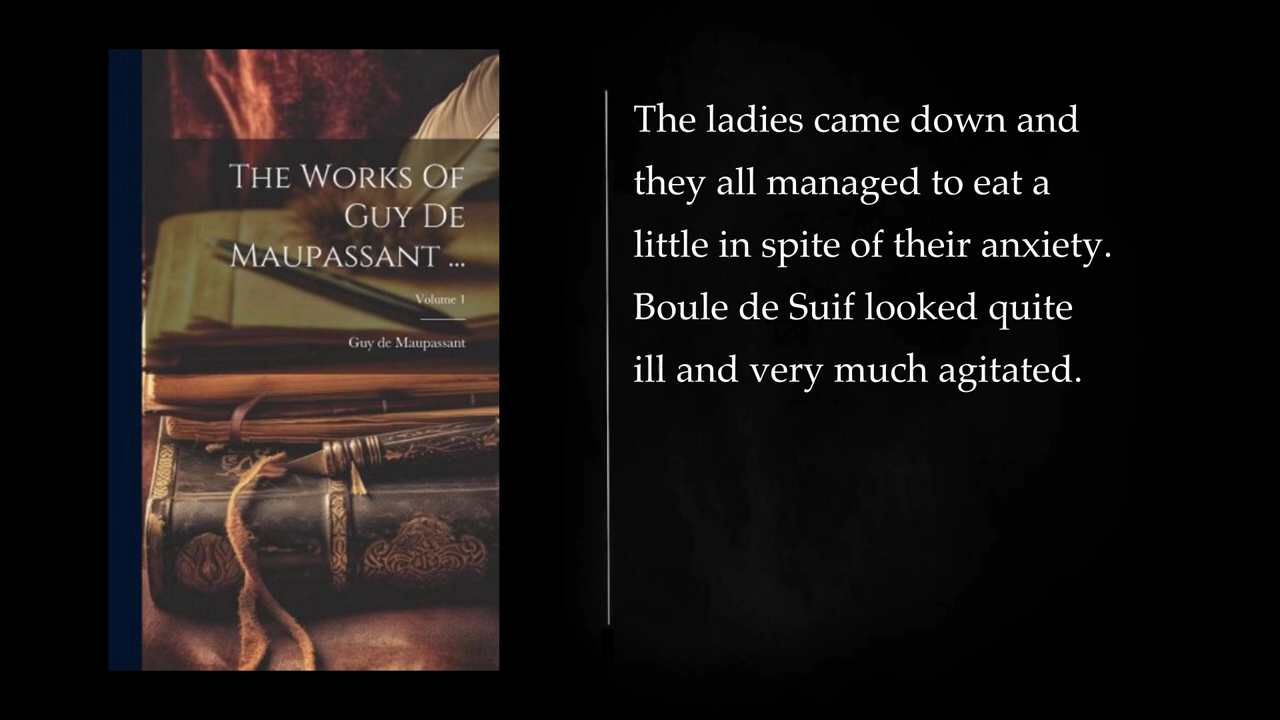 The Works Of
Guy De
Maupassant ...
Volume 1
Guy de Maupassant
The ladies came down and
they all managed to eat a
little in spite of their anxiety.
Boule de Suif looked quite
ill and very much agitated.